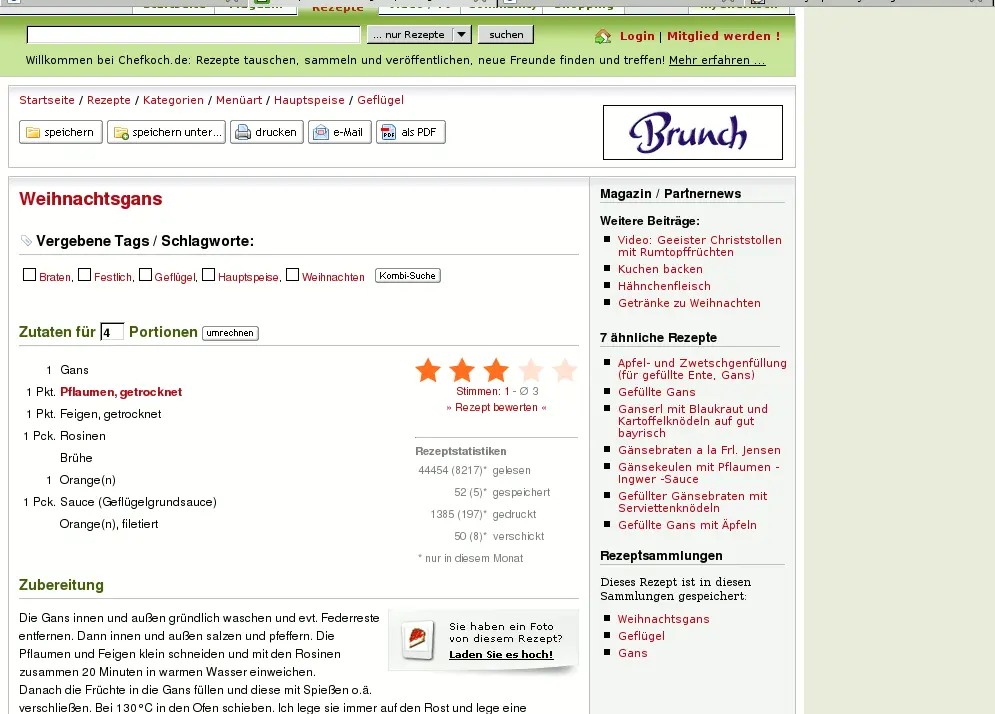 Rezepte
... nur Rezepte
suchen
Login | Mitglied werden !
Willkommen bei Chefkoch.de: Rezepte tauschen, sammeln und veröffentlichen, neue Freunde finden und treffen! Mehr erfahren ...
Startseite / Rezepte / Kategorien / Menüart / Hauptspeise / Geflügel
speichern
speichern unter...
drucken
e-Mail
als PDF
Brunch
Weihnachtsgans
Vergebene Tags / Schlagworte:
Braten, Festlich, Geflügel, Hauptspeise, Weihnachten Kombi-Suche
Zutaten für 4 Portionen umrechnen
1 Gans
1 Pkt. Pflaumen, getrocknet
1 Pkt. Feigen, getrocknet
1 Pck. Rosinen
Brühe
1 Orange(n)
1 Pck. Sauce (Geflügelgrundsauce)
Orange(n), filetiert
Stimmen: 1 - Ø 3
» Rezept bewerten «
Rezeptstatistiken
44454 (8217)* gelesen
52 (5)* gespeichert
1385 (197)* gedruckt
50 (8)* verschickt
* nur in diesem Monat
Zubereitung
Die Gans innen und außen gründlich waschen und evt. Federreste
entfernen. Dann innen und außen salzen und pfeffern. Die
Pflaumen und Feigen klein schneiden und mit den Rosinen
zusammen 20 Minuten in warmen Wasser einweichen.
Danach die Früchte in die Gans füllen und diese mit Spießen o.ä.
verschließen. Bei 130°C in den Ofen schieben. Ich lege sie immer auf den Rost und lege eine
Sie haben ein Foto
von diesem Rezept?
Laden Sie es hoch!
Magazin / Partnernews
Weitere Beiträge:
Video: Geeister Christstollen
mit Rumtopffrüchten
Kuchen backen
Hähnchenfleisch
Getränke zu Weihnachten
7 ähnliche Rezepte
Apfel- und Zwetschgenfüllung
(für gefüllte Ente, Gans)
Gefüllte Gans
Ganserl mit Blaukraut und
Kartoffelknödeln auf gut
bayrisch
Gänsebraten a la Frl. Jensen
Gänsekeulen mit Pflaumen -
Ingwer -Sauce
Gefüllter Gänsebraten mit
Serviettenknödeln
Gefüllte Gans mit Äpfeln
Rezeptsammlungen
Dieses Rezept ist in diesen
Sammlungen gespeichert:
Weihnachtsgans
Geflügel
Gans